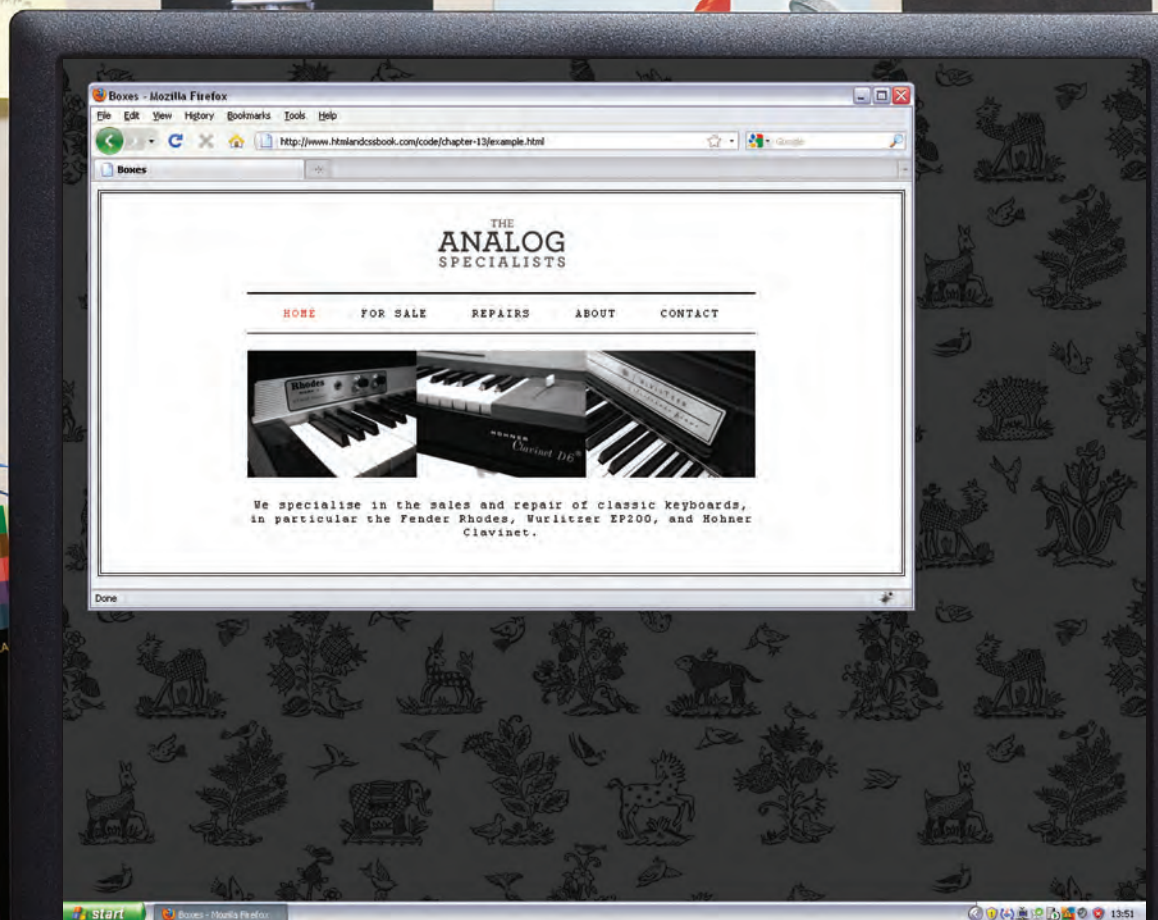 Boxes - Mozilla Firefox
File Edit View History Bookmarks Tools Help
http://www.htmlandcssbook.com/code/chapter-13/example.html
Google
Boxes
THE
ANALOG
SPECIALISTS
HOME FOR SALE REPAIRS ABOUT CONTACT
Rhodes
HOHNER
Clavinet D6
WURLITZER
We specialise in the sales and repair of classic keyboards,
in particular the Fender Rhodes, Wurlitzer EP200, and Hohner
Clavinet.
Done
start Boxes - Mozilla Firefox 13:51